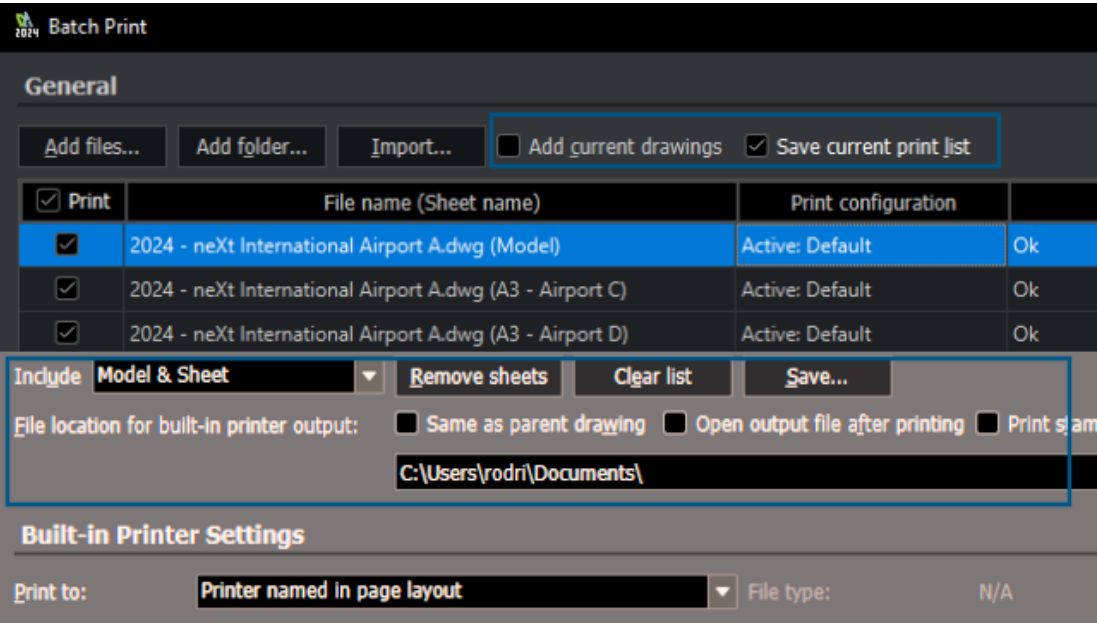 2024 Batch Print
General
Add files... Add folder... Import... Add current drawings Save current print list
Print File name (Sheet name) Print configuration
2024 - neXt International Airport A.dwg (Model) Active: Default Ok
2024 - neXt International Airport A.dwg (A3 - Airport C) Active: Default Ok
2024 - neXt International Airport A.dwg (A3 - Airport D) Active: Default Ok
Include Model & Sheet Remove sheets Clear list Save...
File location for built-in printer output: Same as parent drawing Open output file after printing Print
C:\Users\rodri\Documents\
Built-in Printer Settings
Print to: Printer named in page layout File type: N/A